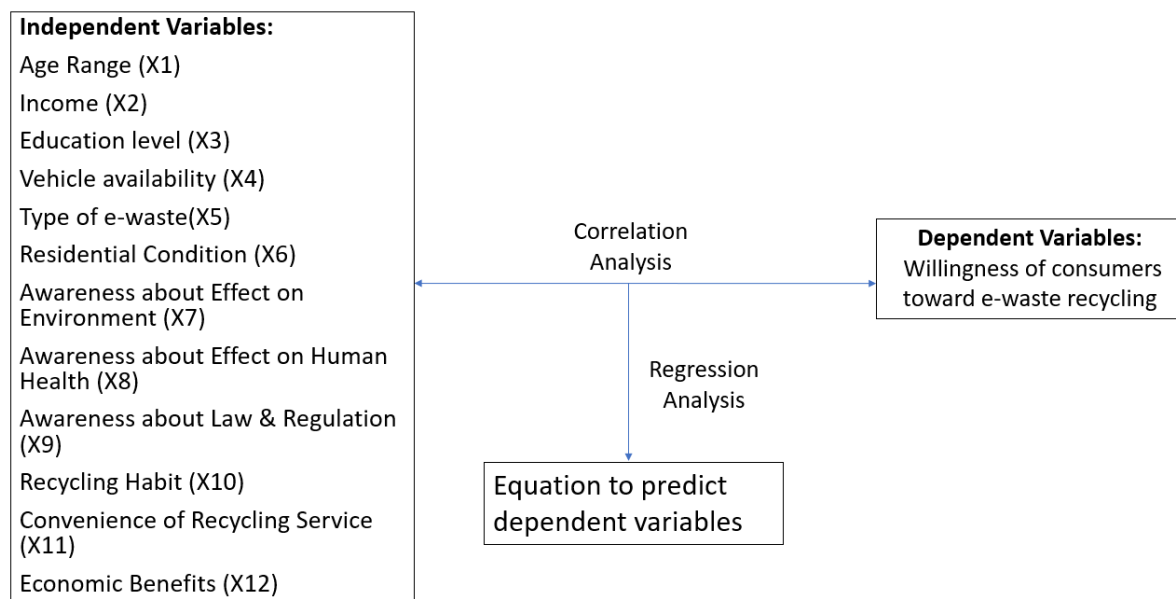 Independent Variables:
Age Range (X1)
Income (X2)
Education level (X3)
Vehicle availability (X4)
Type of e-waste(X5)
Residential Condition (X6)
Awareness about Effect on
Environment (X7)
Awareness about Effect on Human
Health (X8)
Awareness about Law & Regulation
(X9)
Recycling Habit (X10)
Convenience of Recycling Service
(X11)
Economic Benefits (X12)
Correlation
Analysis
Regression
Analysis
Equation to predict
dependent variables
Dependent Variables:
Willingness of consumers
toward e-waste recycling